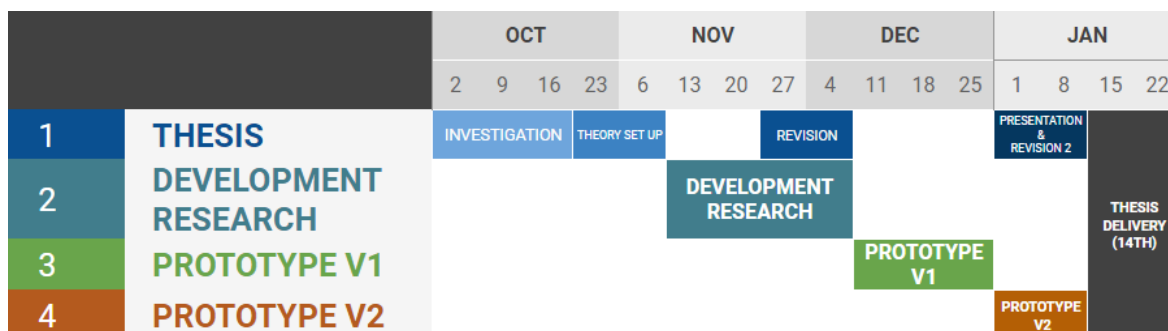 OCT NOV DEC JAN
2 9 16 23 6 13 20 27 4 11 18 25 1 8 15 22
1 THESIS INVESTIGATION THEORY SET UP REVISION PRESENTATION
&
REVISION 2
2 DEVELOPMENT
RESEARCH
DEVELOPMENT
RESEARCH
THESIS
DELIVERY
(14TH)
3 PROTOTYPE V1 PROTOTYPE
V1
4 PROTOTYPE V2 PROTOTYPE
V2